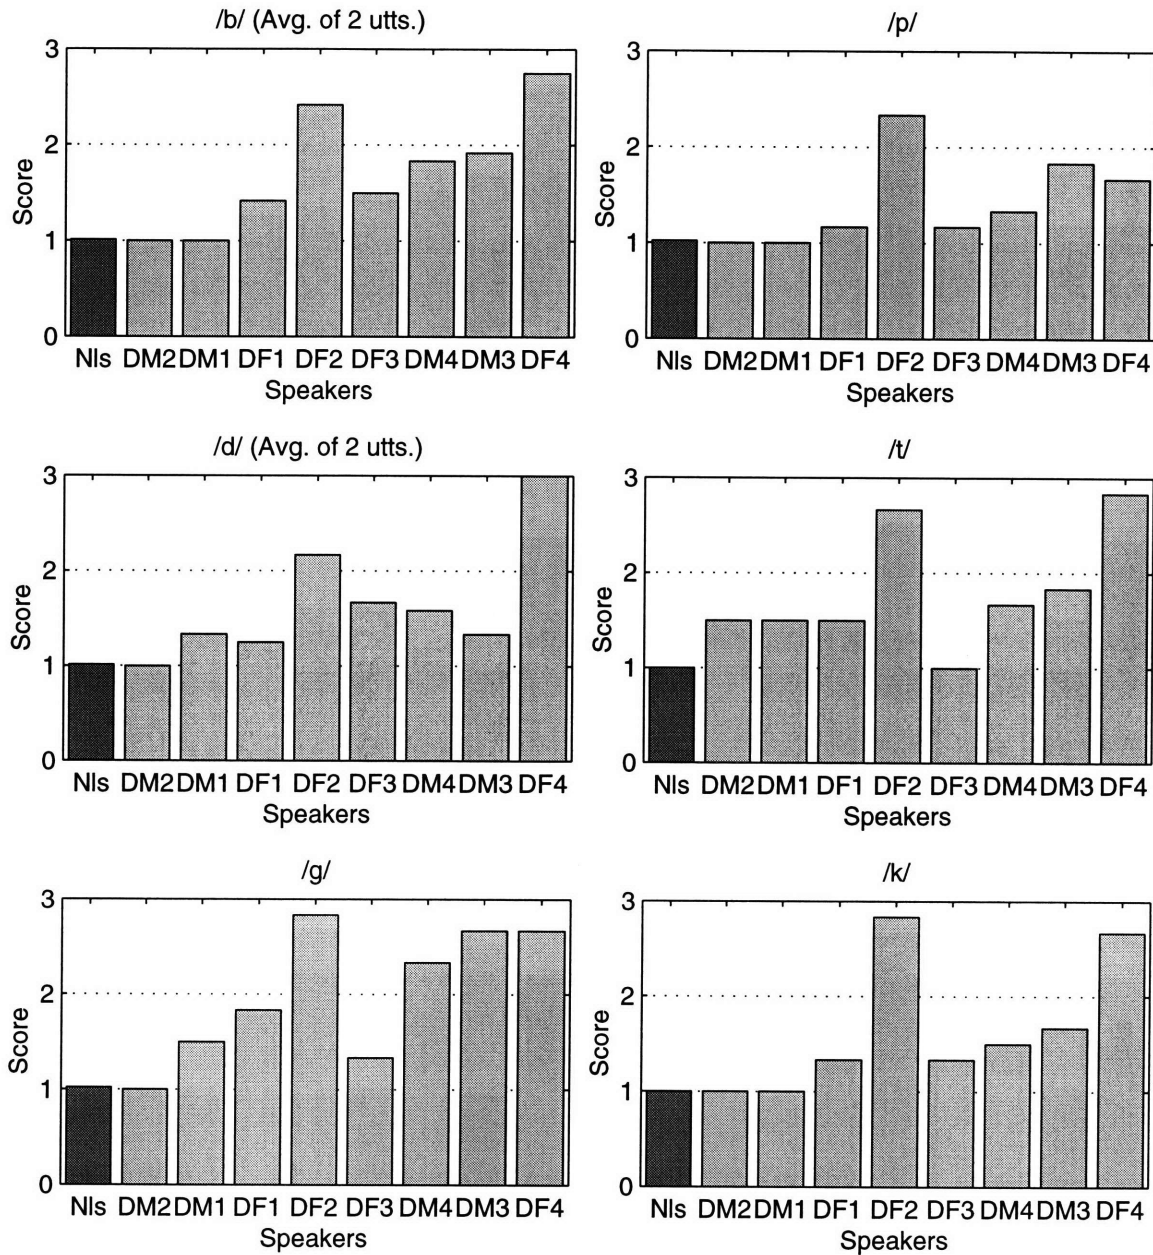 /b/ (Avg. of 2 utts.)
3
2
1
0
Score
Nls DM2 DM1 DF1 DF2 DF3 DM4 DM3 DF4
Speakers
/p/
3
2
1
0
Score
Nls DM2 DM1 DF1 DF2 DF3 DM4 DM3 DF4
Speakers
/d/ (Avg. of 2 utts.)
3
2
1
0
Score
Nls DM2 DM1 DF1 DF2 DF3 DM4 DM3 DF4
Speakers
/t/
3
2
1
0
Score
Nls DM2 DM1 DF1 DF2 DF3 DM4 DM3 DF4
Speakers
/g/
3
2
1
0
Score
Nls DM2 DM1 DF1 DF2 DF3 DM4 DM3 DF4
Speakers
/k/
3
2
1
0
Score
Nls DM2 DM1 DF1 DF2 DF3 DM4 DM3 DF4
Speakers